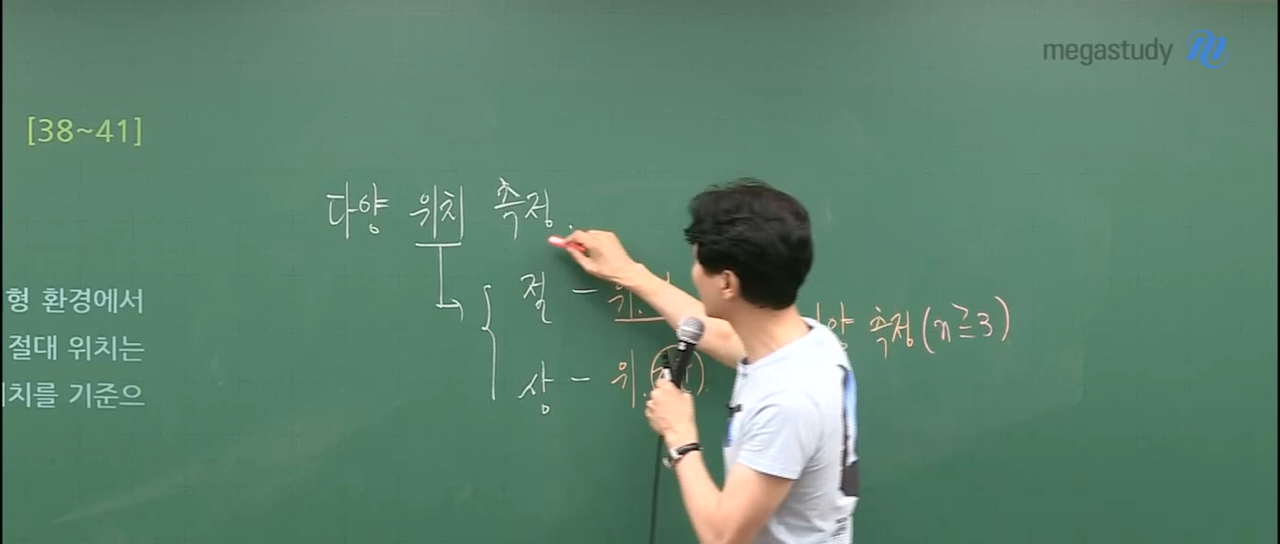 megastudy
[38~41]
다양 위치 측정.
형 환경에서
절대 위치는
치를 기준으
절 - 위.
양 측정(n≥3)
상 - 위.